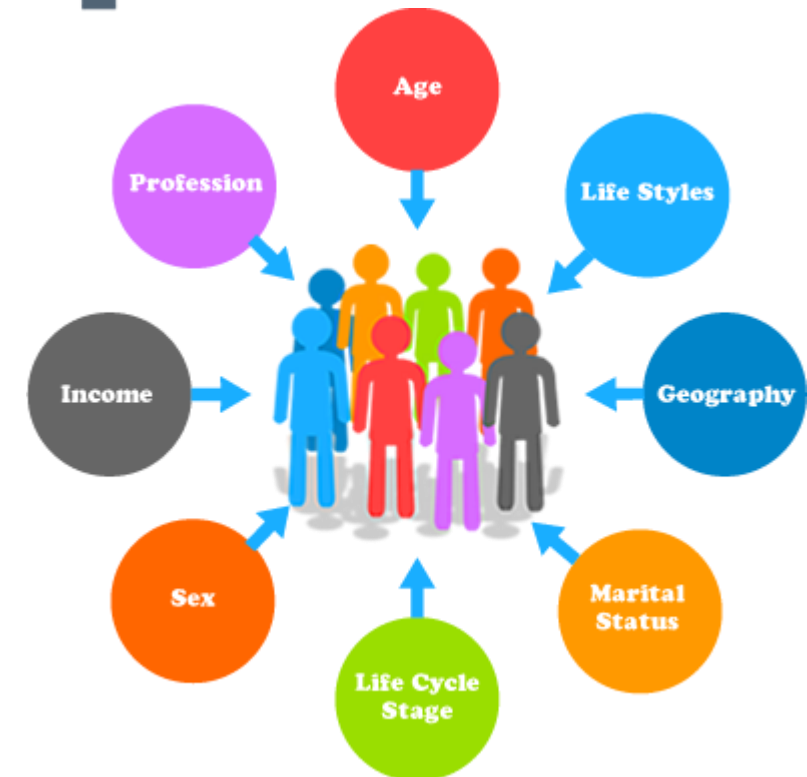 Age
Profession
Life Styles
Income
Geography
Sex
Marital
Status
Life Cycle
Stage